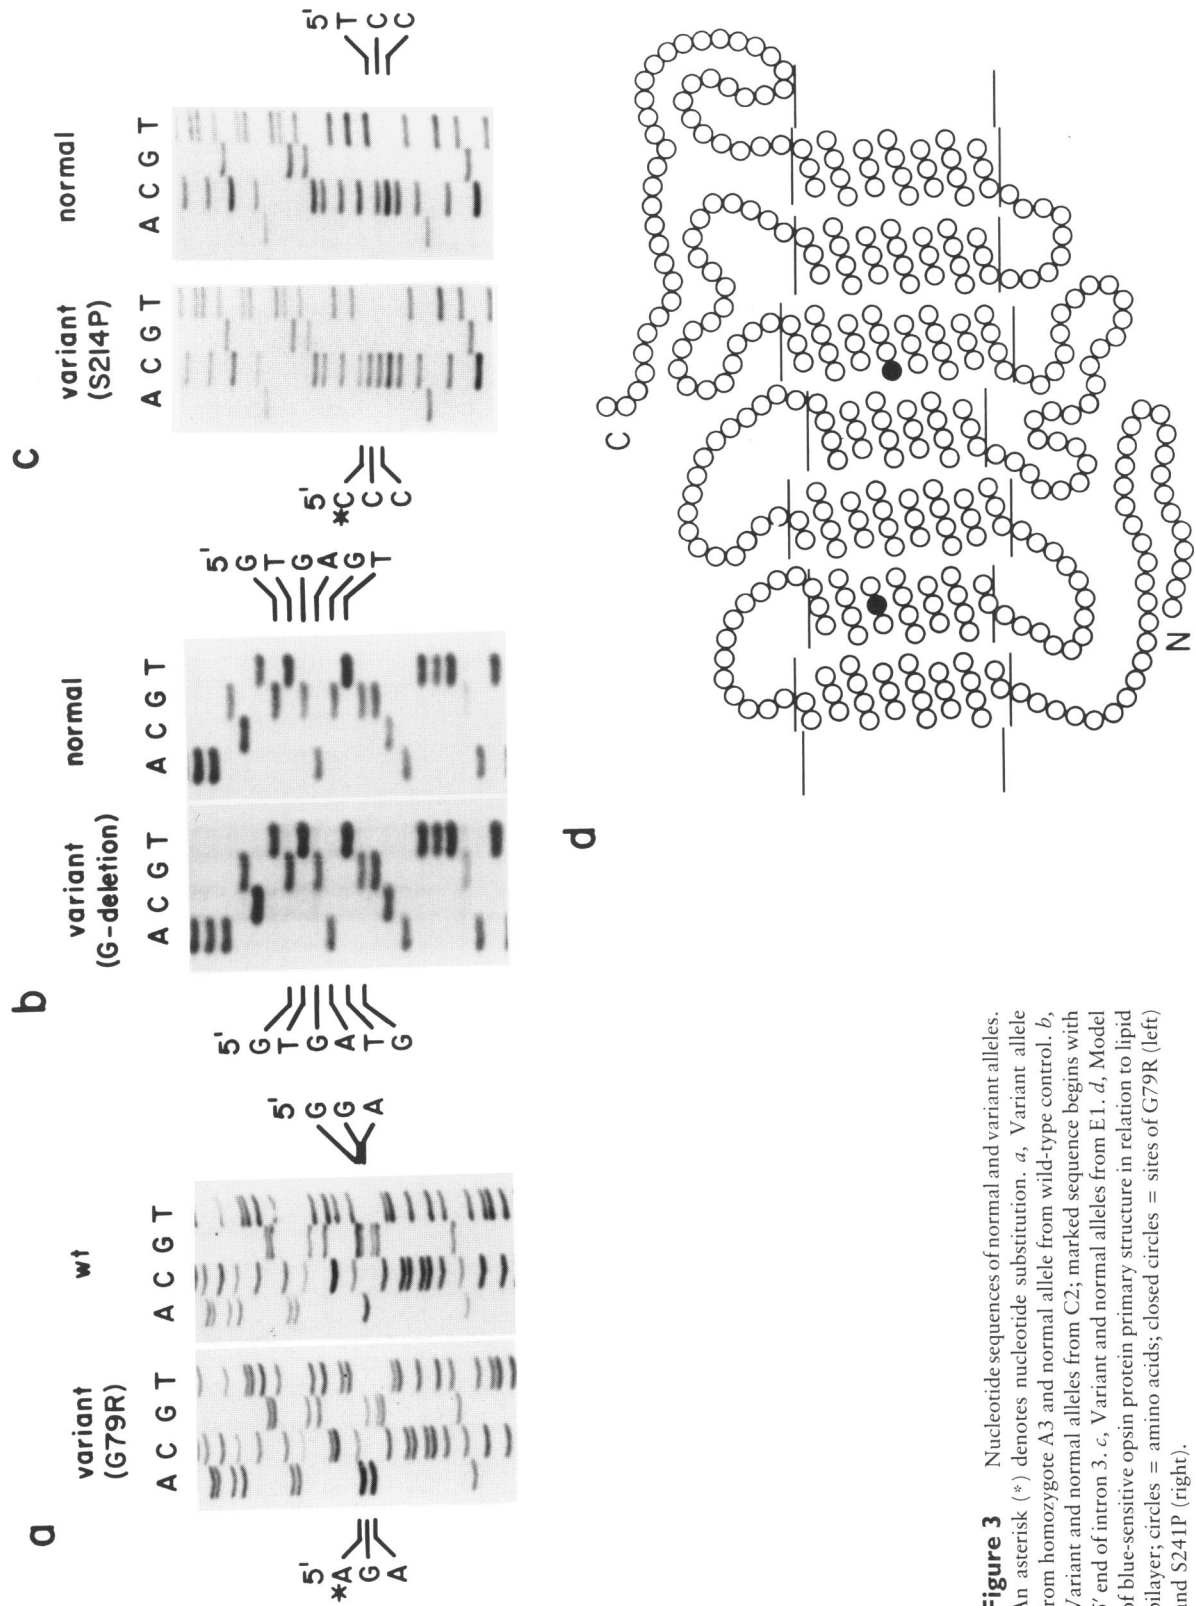 a
variant
(G79R)
A C G T
5'
*A
G
A
wt
A C G T
5'
G
G
A
b
variant
(G-deletion)
A C G T
5'
G
T
G
A
T
G
normal
A C G T
5'
G
T
G
A
G
T
c
variant
(S214P)
A C G T
5'
*C
C
C
normal
A C G T
5'
T
C
C
d
C
N
Figure 3 Nucleotide sequences of normal and variant alleles.
An asterisk (*) denotes nucleotide substitution. a, Variant allele
from homozygote A3 and normal allele from wild-type control. b,
Variant and normal alleles from C2; marked sequence begins with
5' end of intron 3. c, Variant and normal alleles from E1. d, Model
of blue-sensitive opsin protein primary structure in relation to lipid
bilayer; circles = amino acids; closed circles = sites of G79R (left)
and S241P (right).